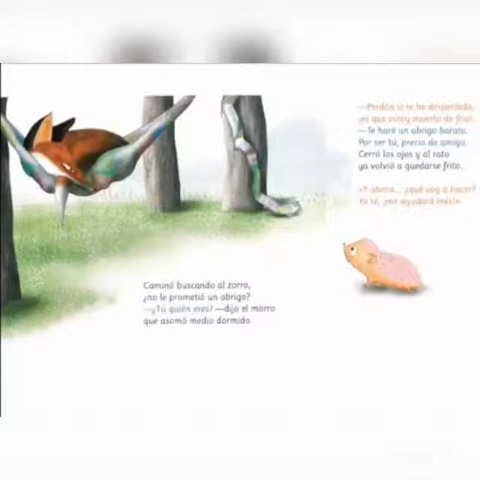 Caminó buscando al zorro,
¿no le prometió un abrigo?
—¿Tú quién eres? —dijo el morro
que asomó medio dormido.
—Perdón si te he despertado,
¡es que estoy muerto de frío!
—Te haré un abrigo barato.
Por ser tú, precio de amigo.
Cerró los ojos y al rato
ya volvió a quedarse frito.
«Y ahora... ¿qué voy a hacer?
Ya sé, ¡me ayudará